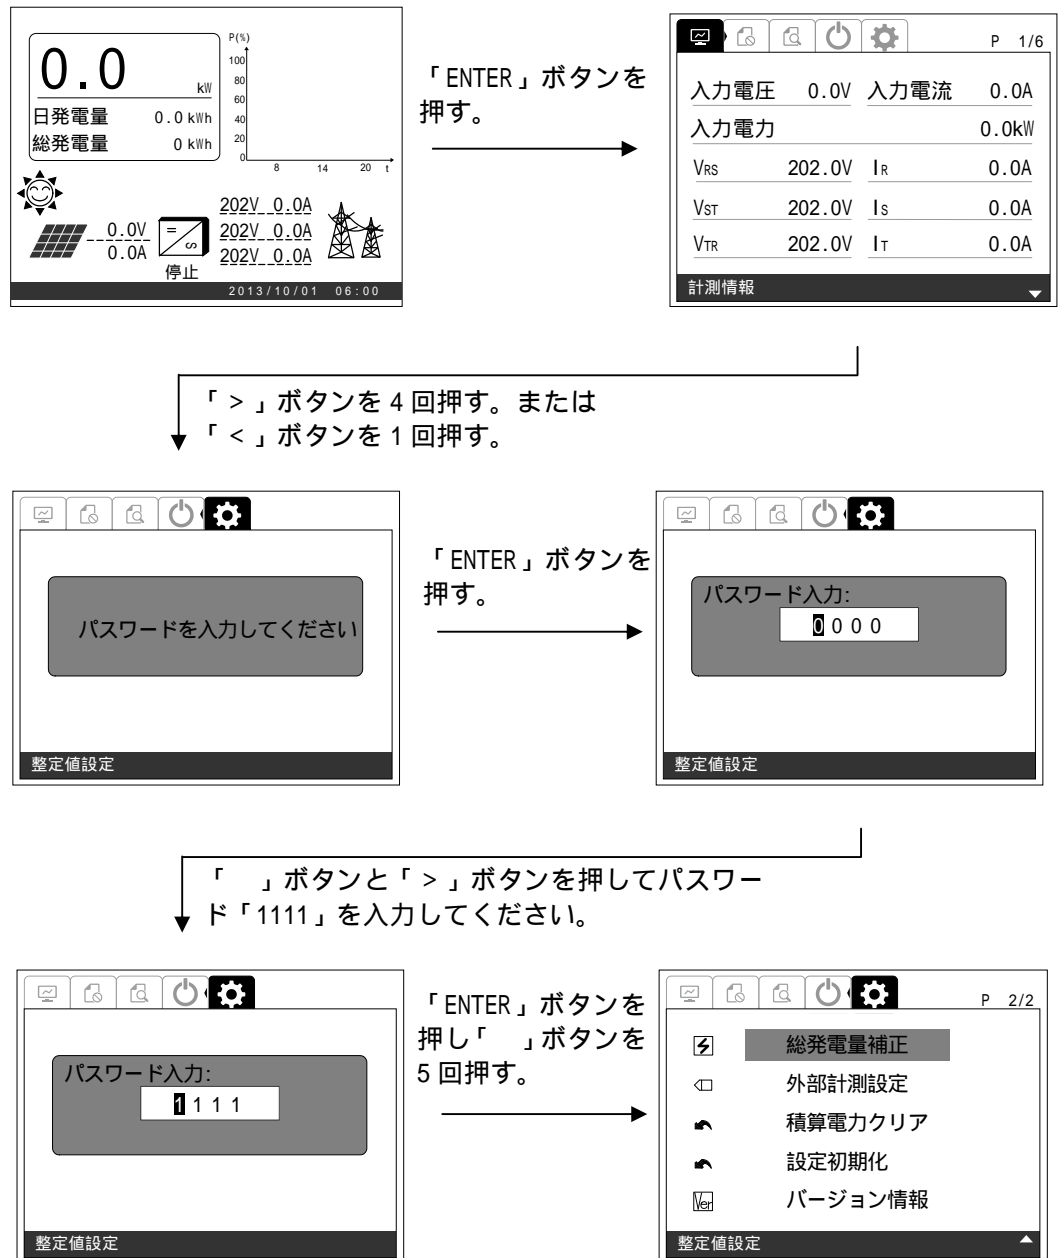 P(%)
100
80
60
40
20
0
8 14 20 t
0.0 kW
日発電量 0.0 kWh
総発電量 0 kWh
0.0V
0.0A
停止
202V 0.0A
202V 0.0A
202V 0.0A
2013/10/01 06:00
「ENTER」ボタンを
押す。
P 1/6
入力電圧 0.0V 入力電流 0.0A
入力電力 0.0kW
VRS 202.0V IR 0.0A
VST 202.0V IS 0.0A
VTR 202.0V IT 0.0A
計測情報
「>」ボタンを4回押す。または
「<」ボタンを1回押す。
パスワードを入力してください
整定値設定
「ENTER」ボタンを
押す。
パスワード入力:
0000
整定値設定
「 」ボタンと「>」ボタンを押してパスワー
ド「1111」を入力してください。
パスワード入力:
1111
整定値設定
「ENTER」ボタンを
押し「 」ボタンを
5回押す。
P 2/2
総発電量補正
外部計測設定
積算電力クリア
設定初期化
Ver バージョン情報
整定値設定